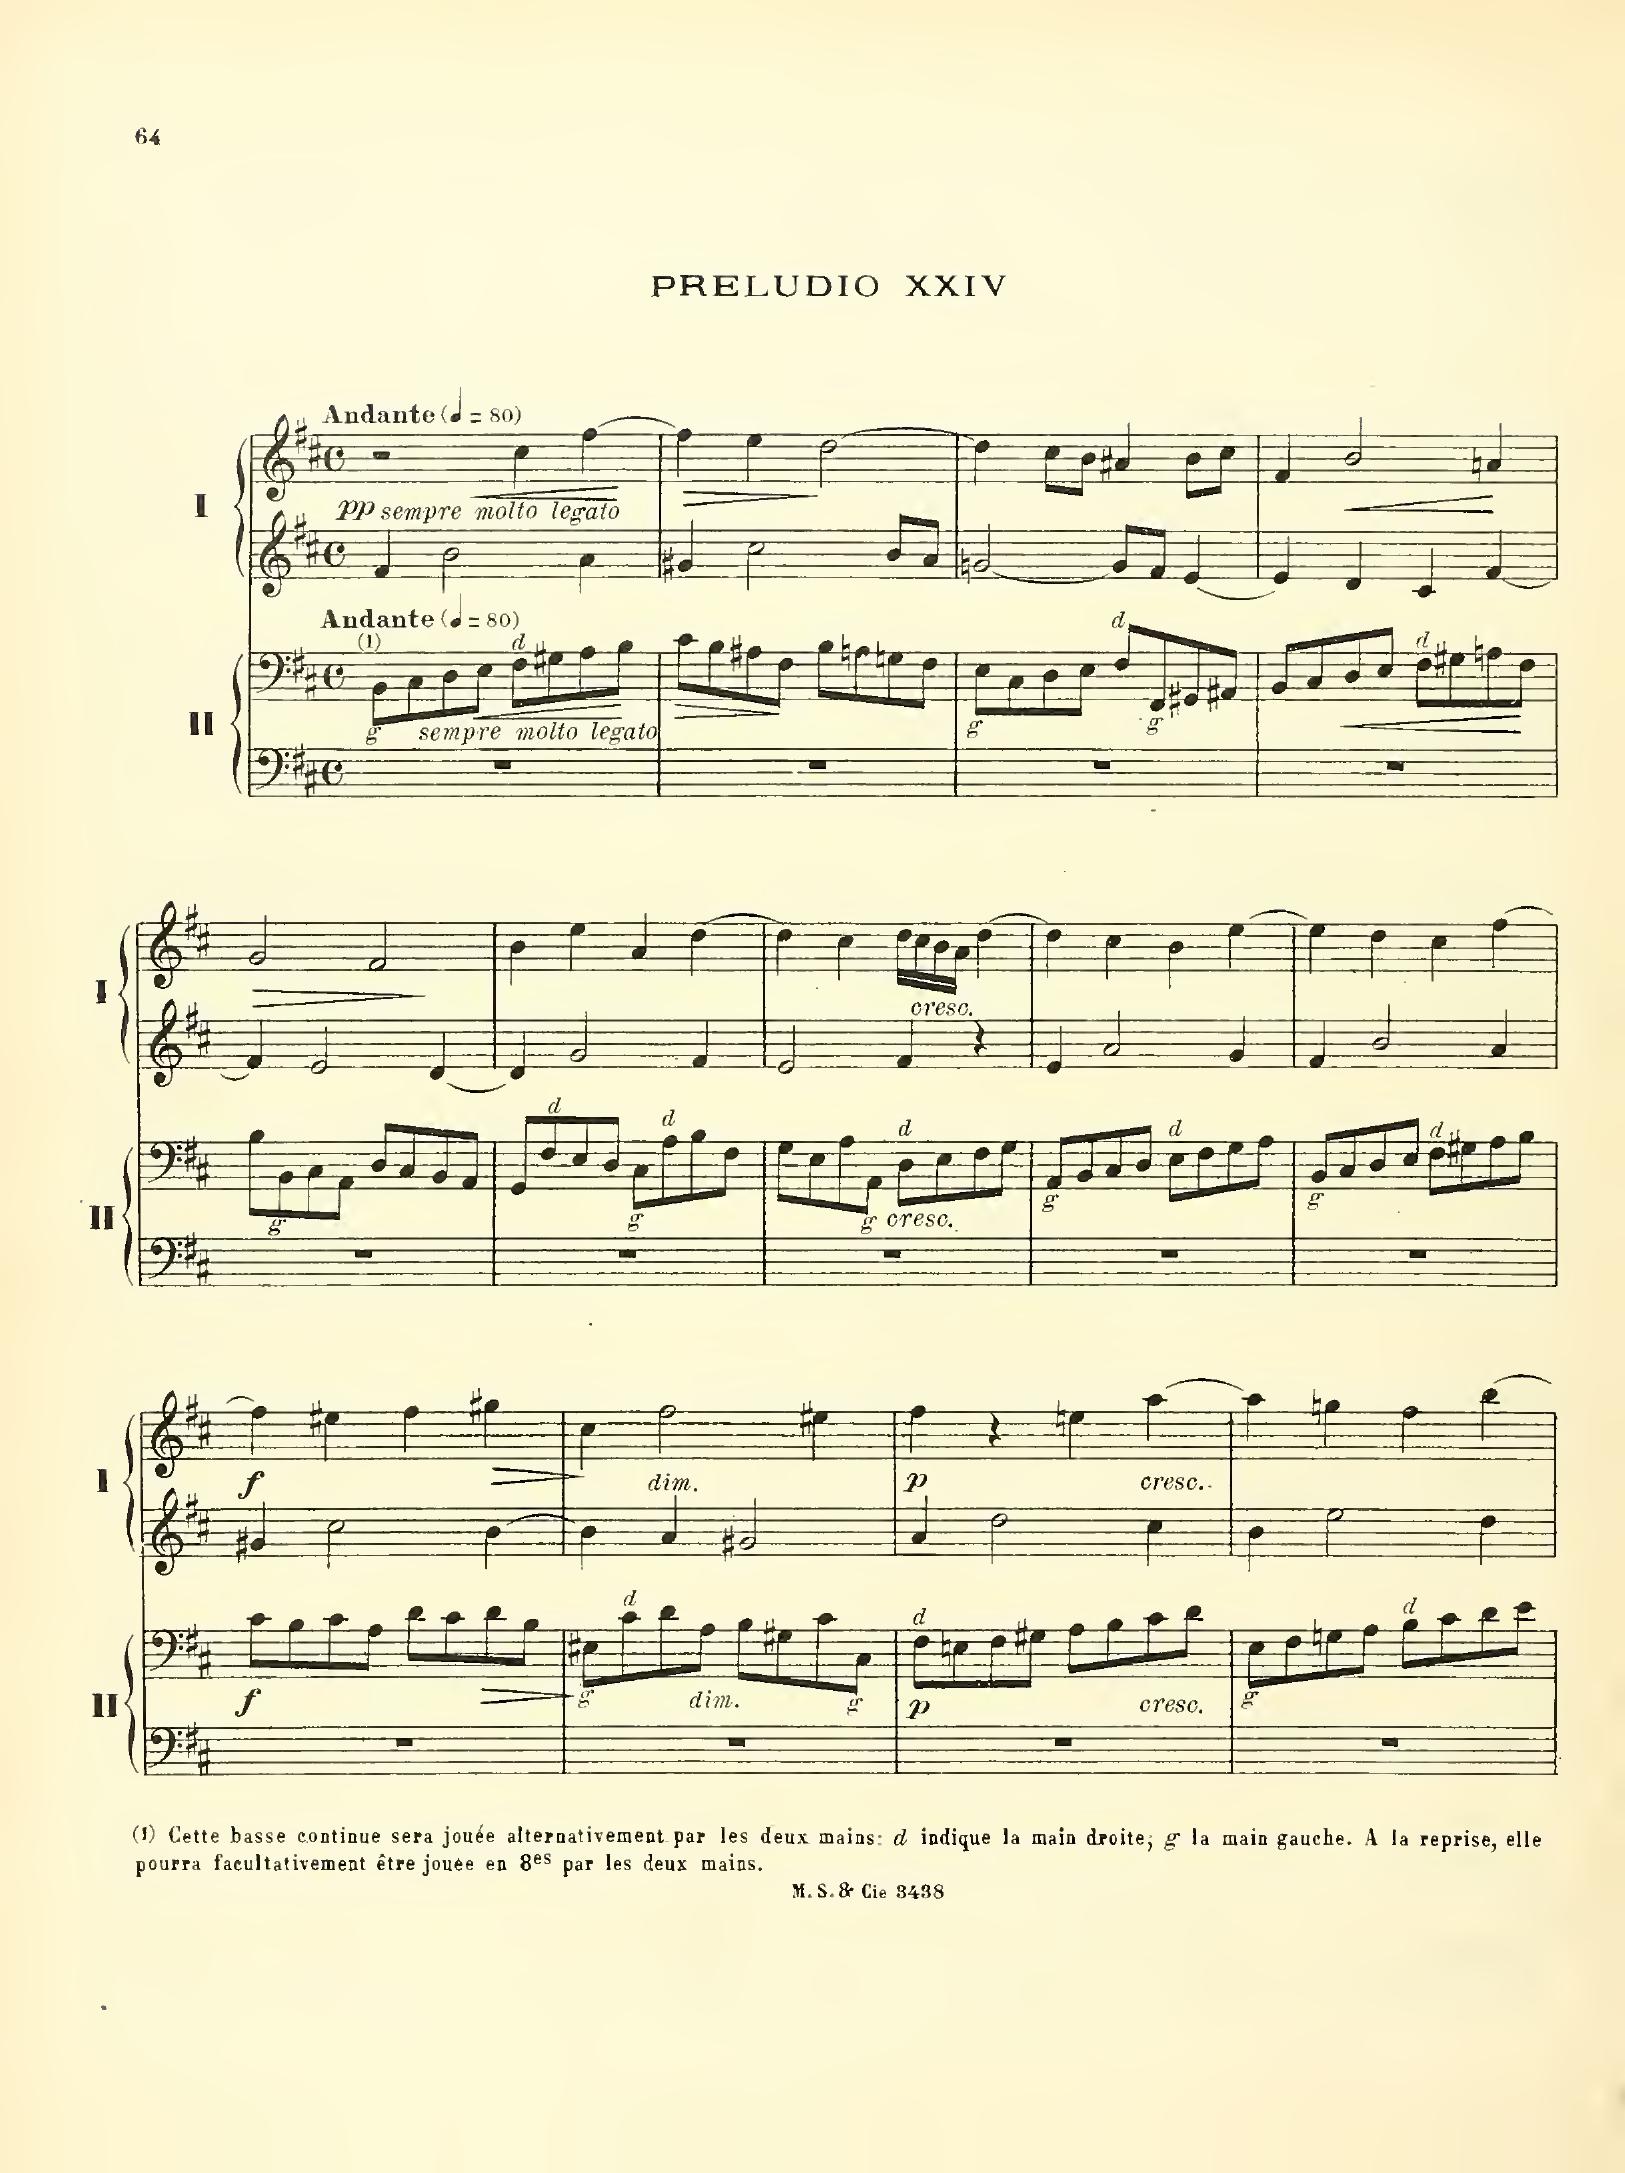 64
PRELUDIO XXIV
Andante (♩ = 80)
I
pp sempre molto legato
Andante (♩ = 80)
(1)
d
d
d
II
g sempre molto legato
g
g
I
cresc.
d
d
d
d
d
II
g
g
g cresc.
g
g
I
f
dim.
p
cresc.
d
d
d
II
f
g
dim.
g
p
cresc.
g
(1) Cette basse continue sera jouée alternativement par les deux mains: d indique la main droite; g la main gauche. A la reprise, elle
pourra facultativement être jouée en 8es par les deux mains.
M. S. & Cie 3438